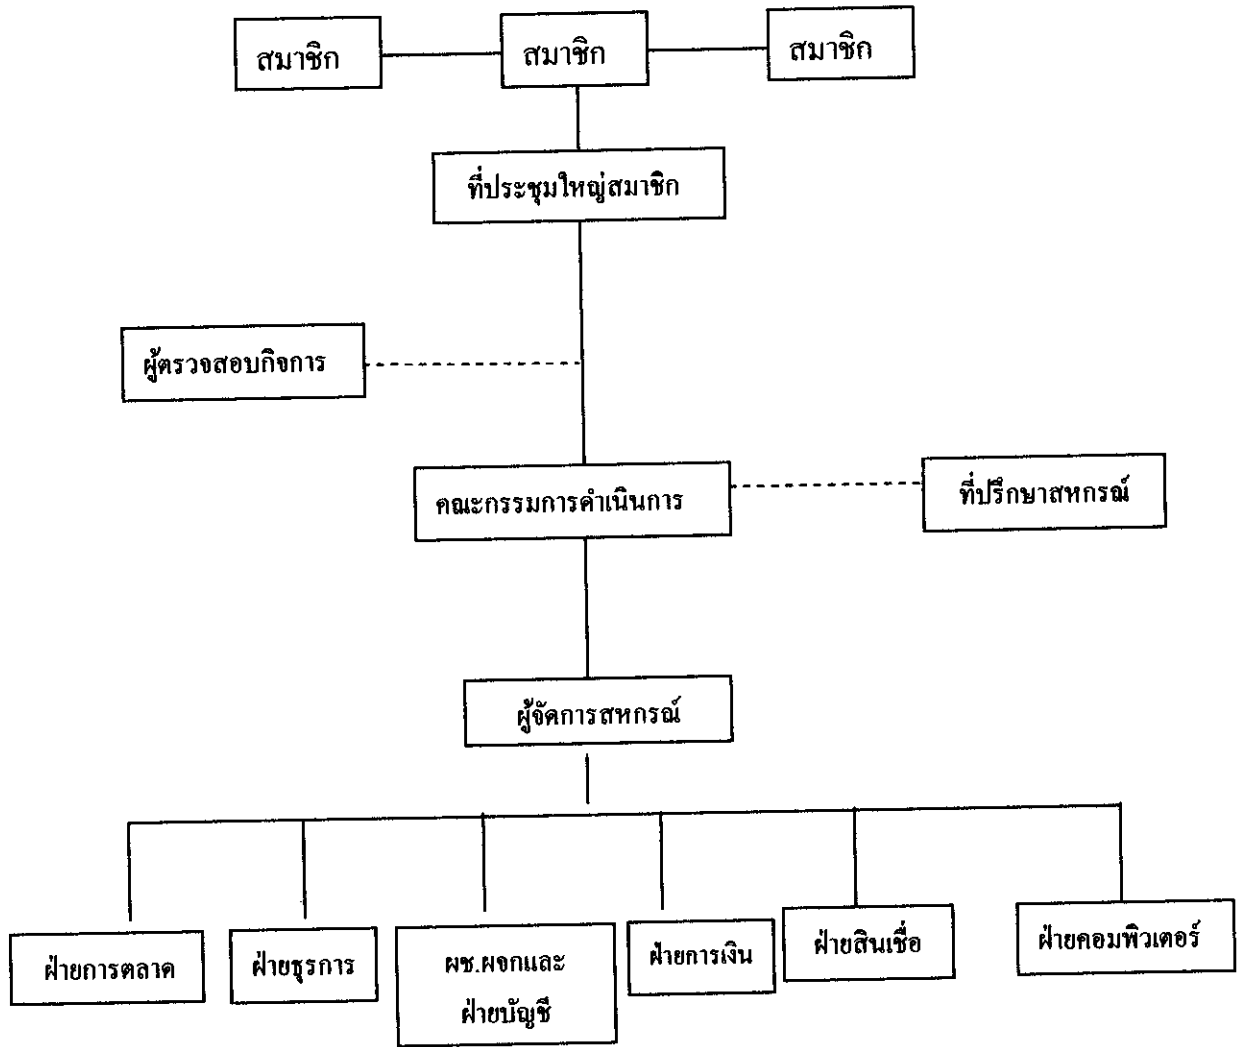 สมาชิก
สมาชิก
สมาชิก
ที่ประชุมใหญ่สมาชิก
ผู้ตรวจสอบกิจการ
คณะกรรมการดำเนินการ
ที่ปรึกษาสหกรณ์
ผู้จัดการสหกรณ์
ฝ่ายการตลาด
ฝ่ายธุรการ
ผช.ผจกและ
ฝ่ายบัญชี
ฝ่ายการเงิน
ฝ่ายสินเชื่อ
ฝ่ายคอมพิวเตอร์